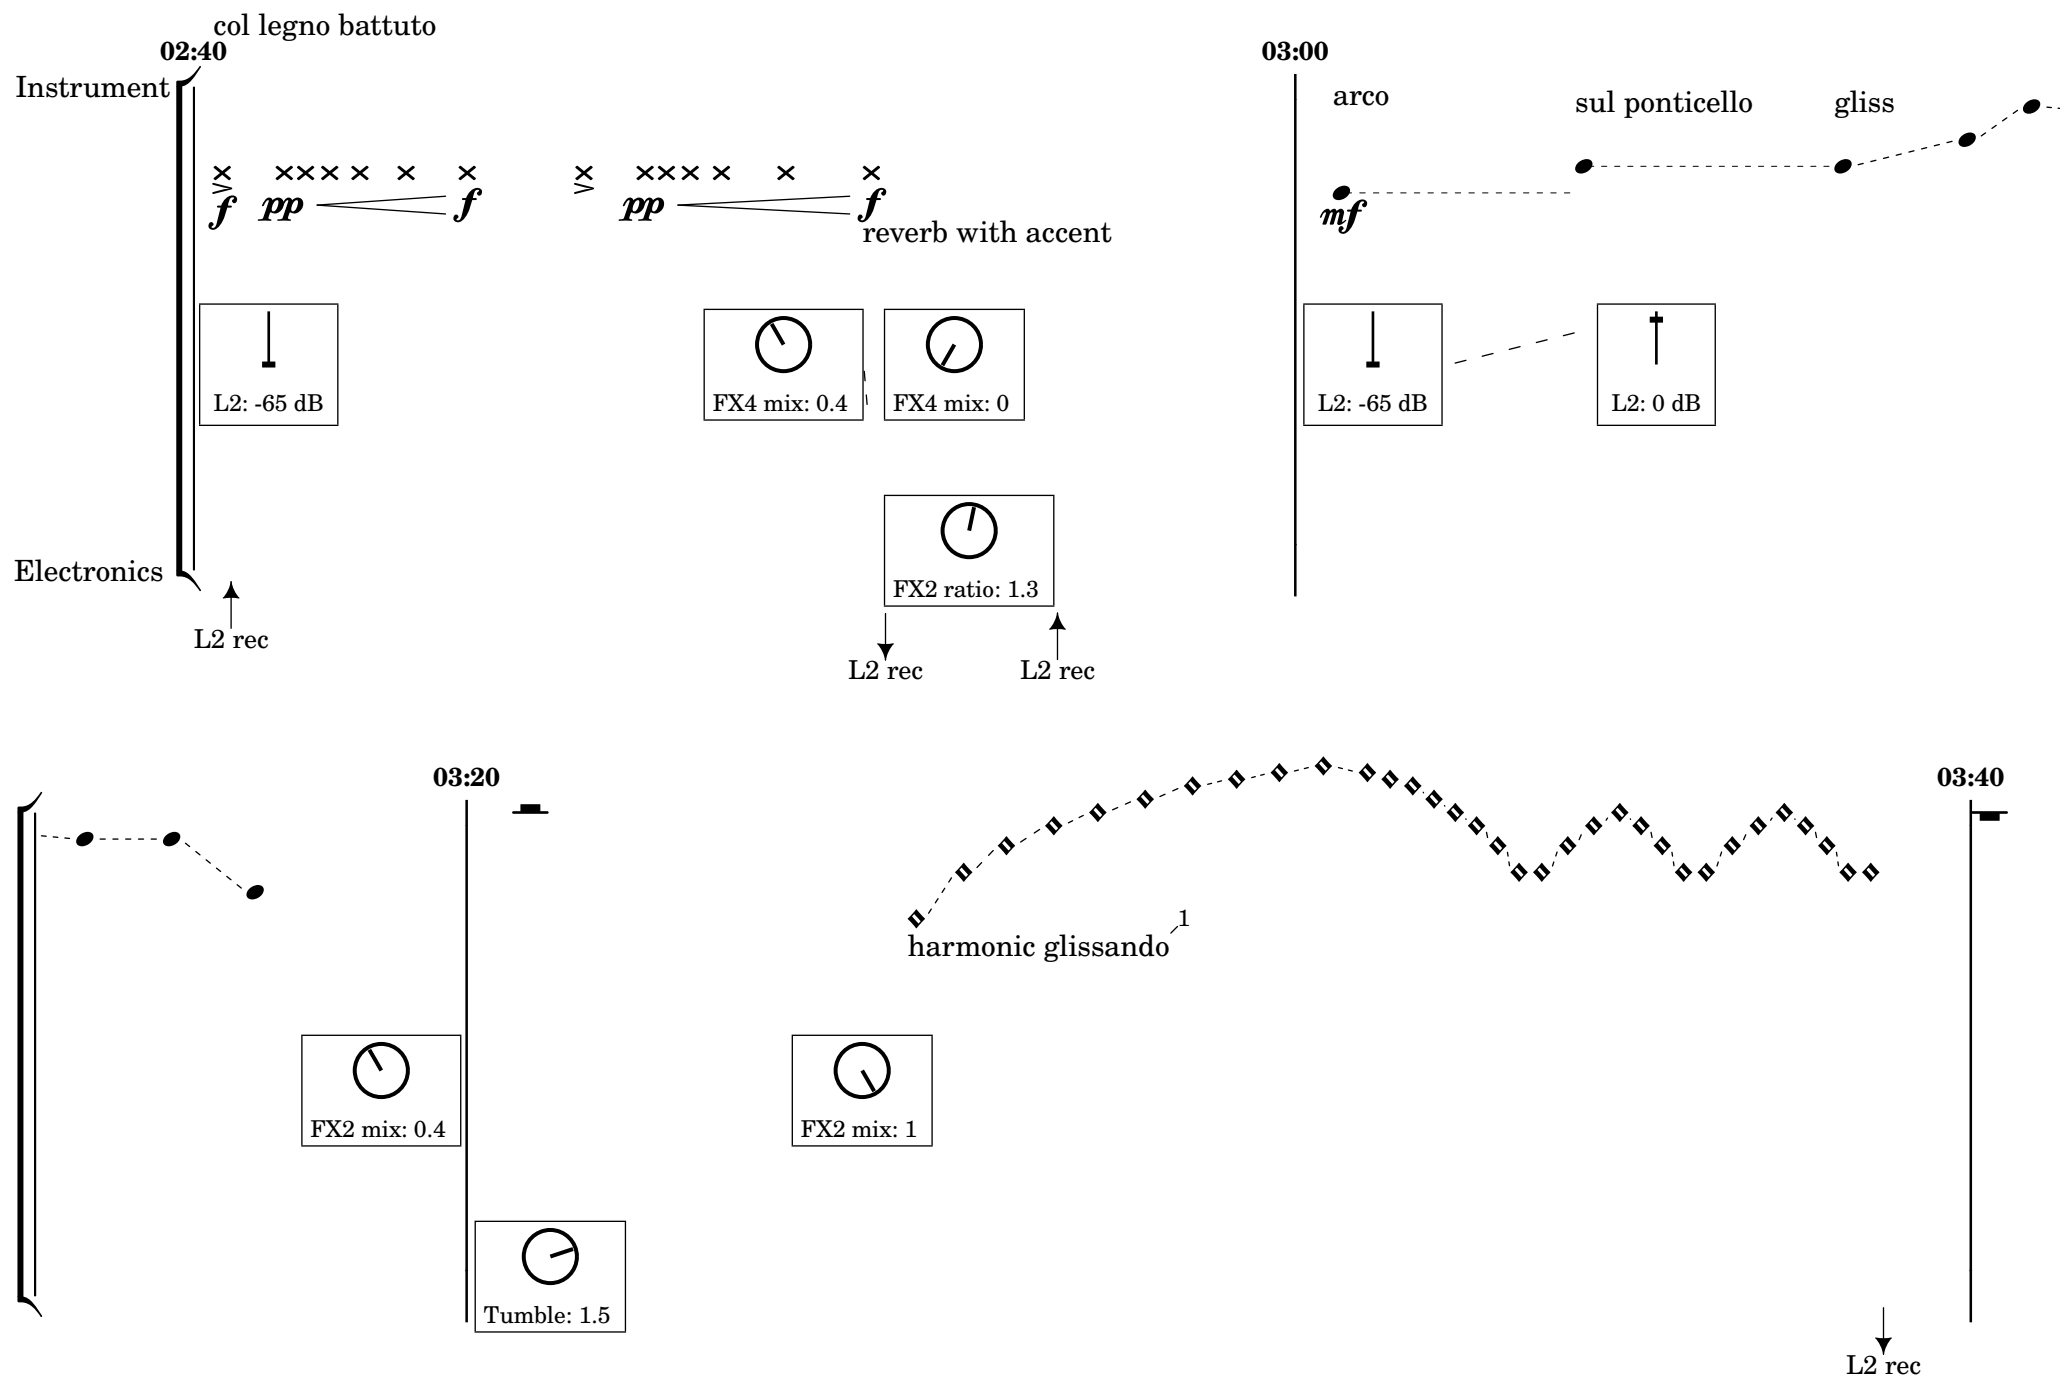 col legno battuto
02:40
03:00
Instrument
arco
sul ponticello
gliss
f pp f pp f
mf
reverb with accent
L2: -65 dB
FX4 mix: 0.4
FX4 mix: 0
L2: -65 dB
L2: 0 dB
FX2 ratio: 1.3
Electronics
L2 rec
L2 rec
L2 rec
03:20
03:40
harmonic glissando 1
FX2 mix: 0.4
FX2 mix: 1
Tumble: 1.5
L2 rec